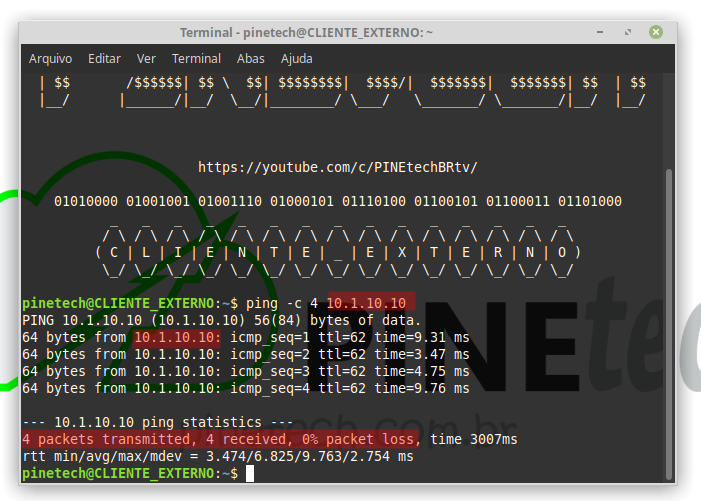 Terminal - pinetech@CLIENTE_EXTERNO: ~
Arquivo Editar Ver Terminal Abas Ajuda
| $$ /$$$$$$| $$ \ $$| $$$$$$$$| $$$$/| $$$$$$$| $$$$$$$| $$ | $$
|__/ |______/|__/ \__/|________/ \___/ \_______/ \_______/|__/ |__/
https://youtube.com/c/PINEtechBRtv/
01010000 01001001 01001110 01000101 01110100 01100101 01100011 01101000
_ _ _ _ _ _ _ _ _ _ _ _ _ _ _
/ \ / \ / \ / \ / \ / \ / \ / \ / \ / \ / \ / \ / \ / \ / \
( C | L | I | E | N | T | E | _ | E | X | T | E | R | N | O )
\_/ \_/ \_/ \_/ \_/ \_/ \_/ \_/ \_/ \_/ \_/ \_/ \_/ \_/ \_/
pinetech@CLIENTE_EXTERNO:~$ ping -c 4 10.1.10.10
PING 10.1.10.10 (10.1.10.10) 56(84) bytes of data.
64 bytes from 10.1.10.10: icmp_seq=1 ttl=62 time=9.31 ms
64 bytes from 10.1.10.10: icmp_seq=2 ttl=62 time=3.47 ms
64 bytes from 10.1.10.10: icmp_seq=3 ttl=62 time=4.75 ms
64 bytes from 10.1.10.10: icmp_seq=4 ttl=62 time=9.76 ms
PINEtec
--- 10.1.10.10 ping statistics ---
pinetech.com.br
4 packets transmitted, 4 received, 0% packet loss, time 3007ms
rtt min/avg/max/mdev = 3.474/6.825/9.763/2.754 ms
pinetech@CLIENTE_EXTERNO:~$